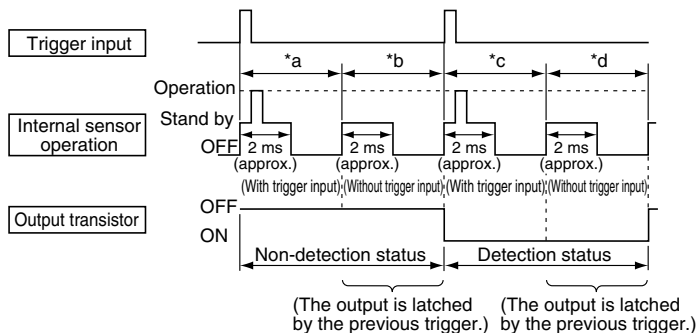 Trigger input
*a *b *c *d
Operation
Stand by
Internal sensor
operation
OFF
2 ms 2 ms 2 ms 2 ms
(approx.) (approx.) (approx.) (approx.)
(With trigger input) (Without trigger input) (With trigger input) (Without trigger input)
OFF
Output transistor
ON
Non-detection status Detection status
(The output is latched (The output is latched
by the previous trigger.) by the previous trigger.)